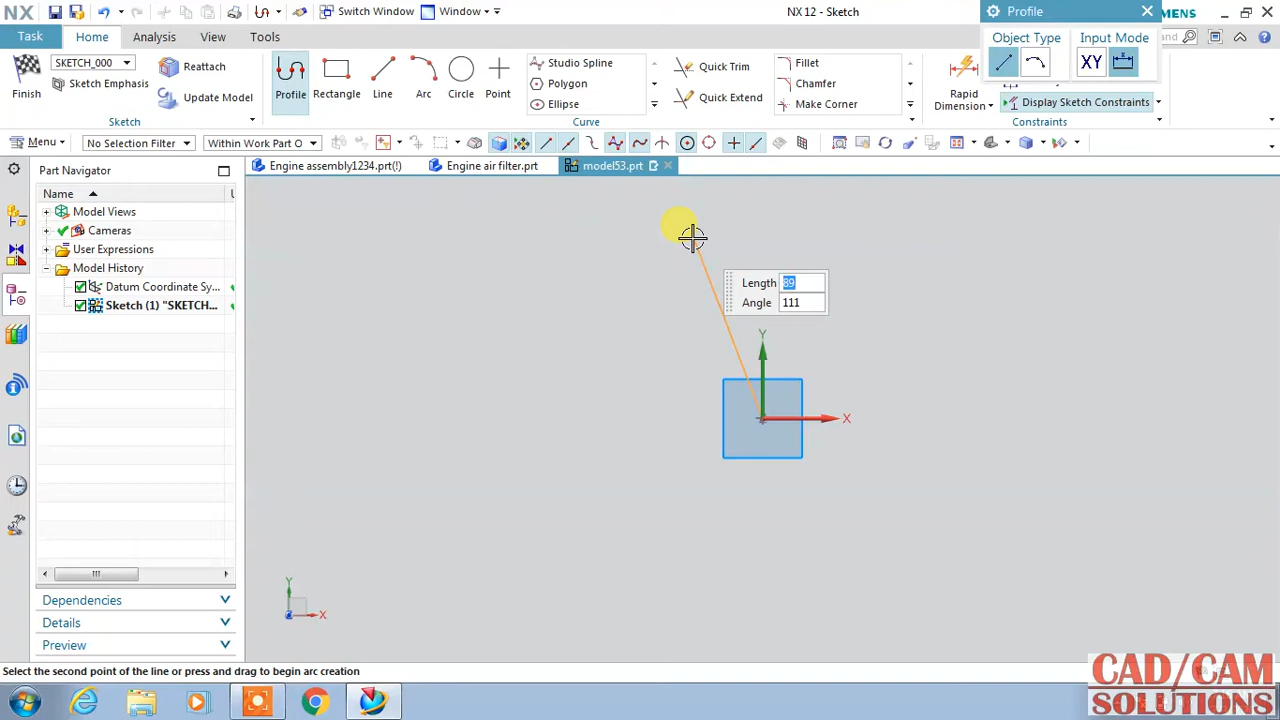 NX
Switch Window
Window
NX 12 - Sketch
Profile
SIEMENS
Task
Home
Analysis
View
Tools
Object Type
Input Mode
XY
SKETCH_000
Reattach
Sketch Emphasis
Update Model
Finish
Sketch
Profile
Rectangle
Line
Arc
Circle
Point
Studio Spline
Polygon
Ellipse
Quick Trim
Quick Extend
Fillet
Chamfer
Make Corner
Curve
Rapid
Dimension
Display Sketch Constraints
Constraints
Menu
No Selection Filter
Within Work Part O
Part Navigator
Engine assembly1234.prt(!)
Engine air filter.prt
model53.prt
Name
Model Views
Cameras
User Expressions
Model History
Datum Coordinate Sy...
Sketch (1) "SKETCH...
Length 89
Angle 111
Y
X
Y
X
Dependencies
Details
Preview
Select the second point of the line or press and drag to begin arc creation
CAD/CAM
SOLUTIONS